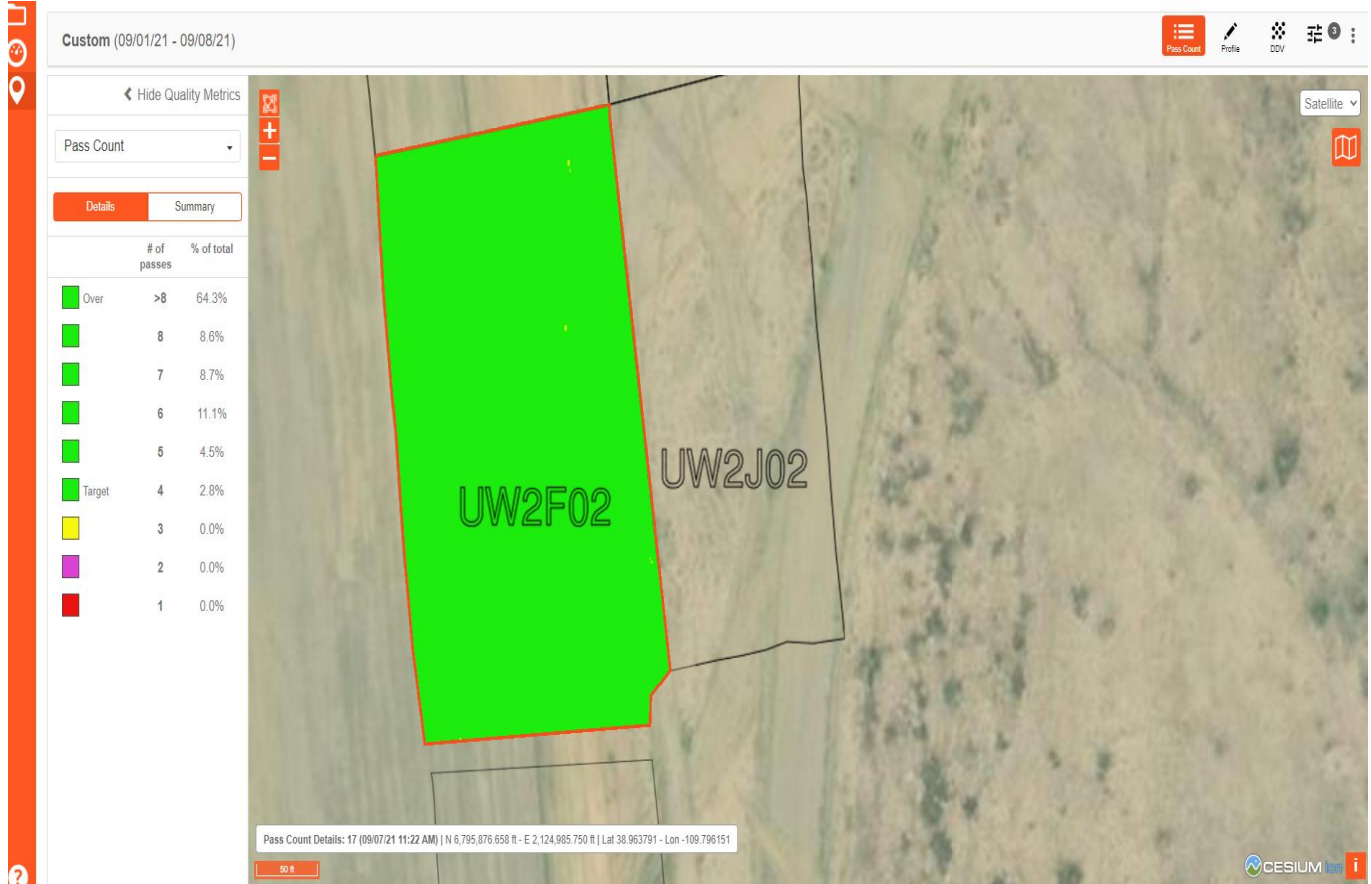 Custom (09/01/21 - 09/08/21)
Pass Count
Profile
DDV
3
Hide Quality Metrics
Pass Count
Details Summary
# of passes % of total
Over >8 64.3%
8 8.6%
7 8.7%
6 11.1%
5 4.5%
Target 4 2.8%
3 0.0%
2 0.0%
1 0.0%
+
−
Satellite
UW2F02
UW2J02
Pass Count Details: 17 (09/07/21 11:22 AM) | N 6,795,876.658 ft - E 2,124,985.750 ft | Lat 38.963791 - Lon -109.796151
50 ft
CESIUM ion
i
?